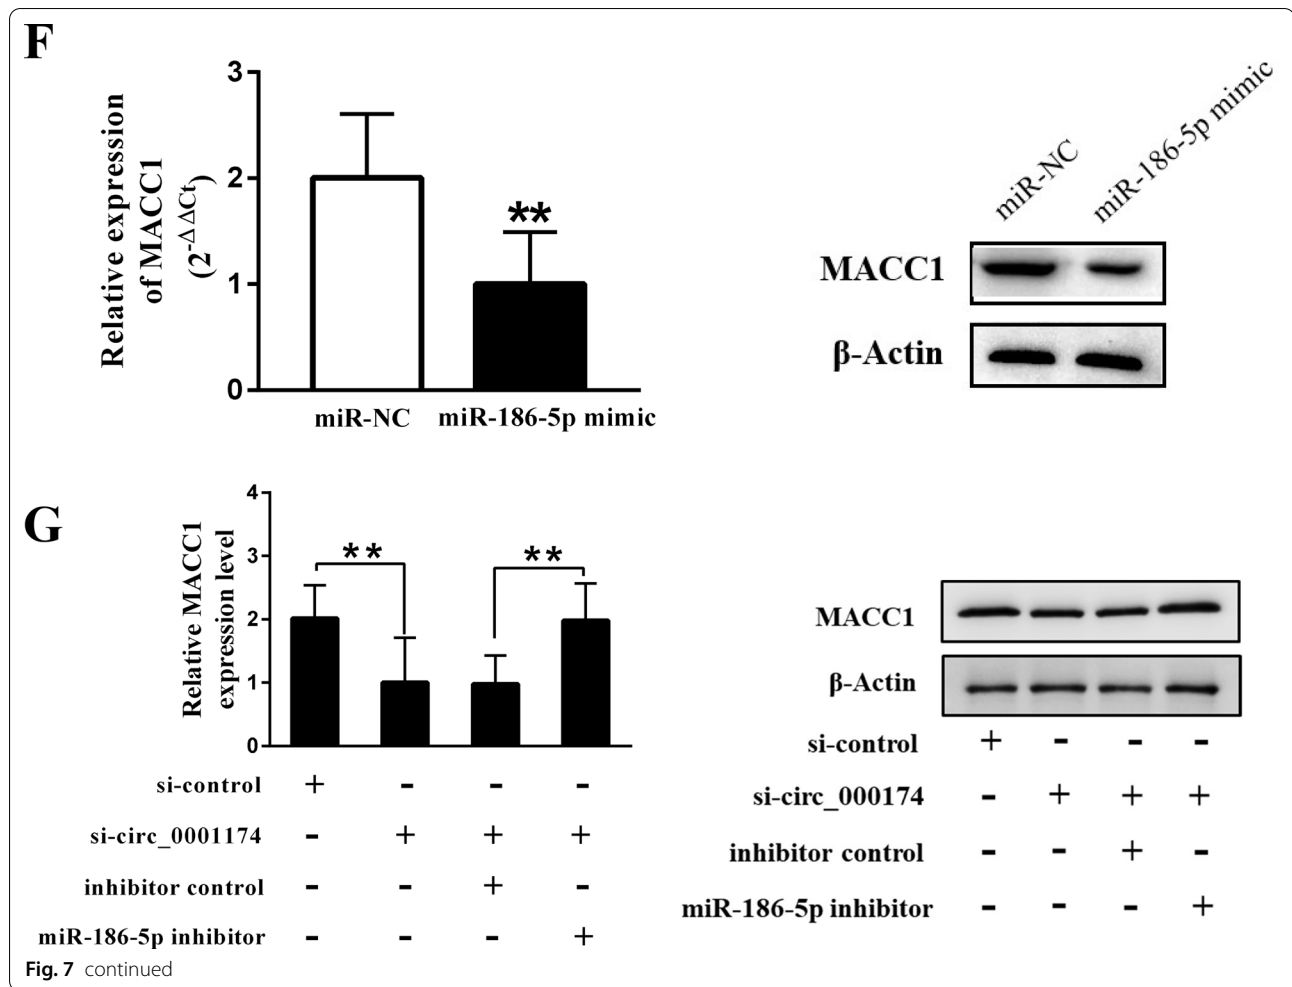 F
3
2
1
0
Relative expression
of MACC1
(2-ΔΔCt)
**
miR-NC
miR-186-5p mimic
miR-NC
miR-186-5p mimic
MACC1
β-Actin
G
4
3
2
1
0
Relative MACC1
expression level
**
**
si-control + - - -
si-circ_0001174 - + + +
inhibitor control - - + -
miR-186-5p inhibitor - - - +
MACC1
β-Actin
si-control + - - -
si-circ_000174 - + + +
inhibitor control - - + -
miR-186-5p inhibitor - - - +
Fig. 7 continued